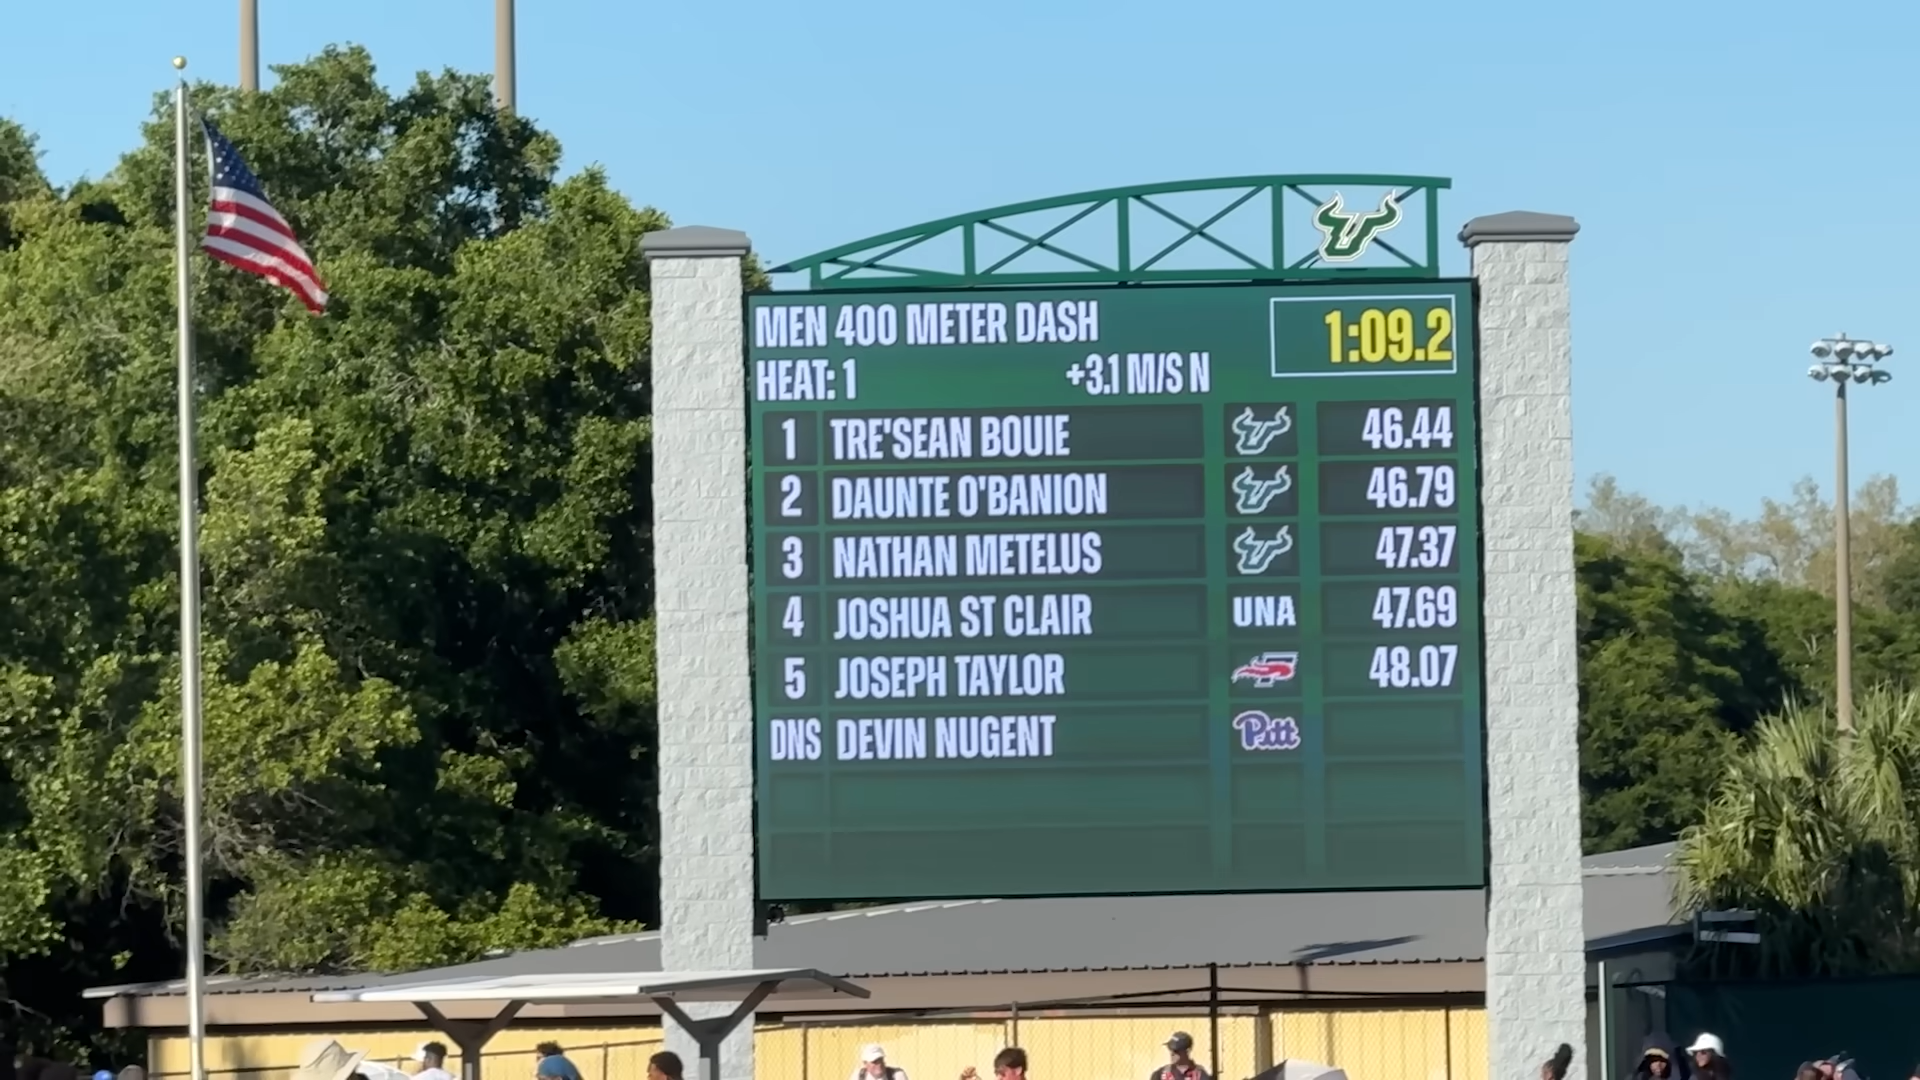 MEN 400 METER DASH 1:09.2
HEAT: 1 +3.1 M/S N
1 TRE'SEAN BOUIE 46.44
2 DAUNTE O'BANION 46.79
3 NATHAN METELUS 47.37
4 JOSHUA ST CLAIR UNA 47.69
5 JOSEPH TAYLOR 48.07
DNS DEVIN NUGENT Pitt